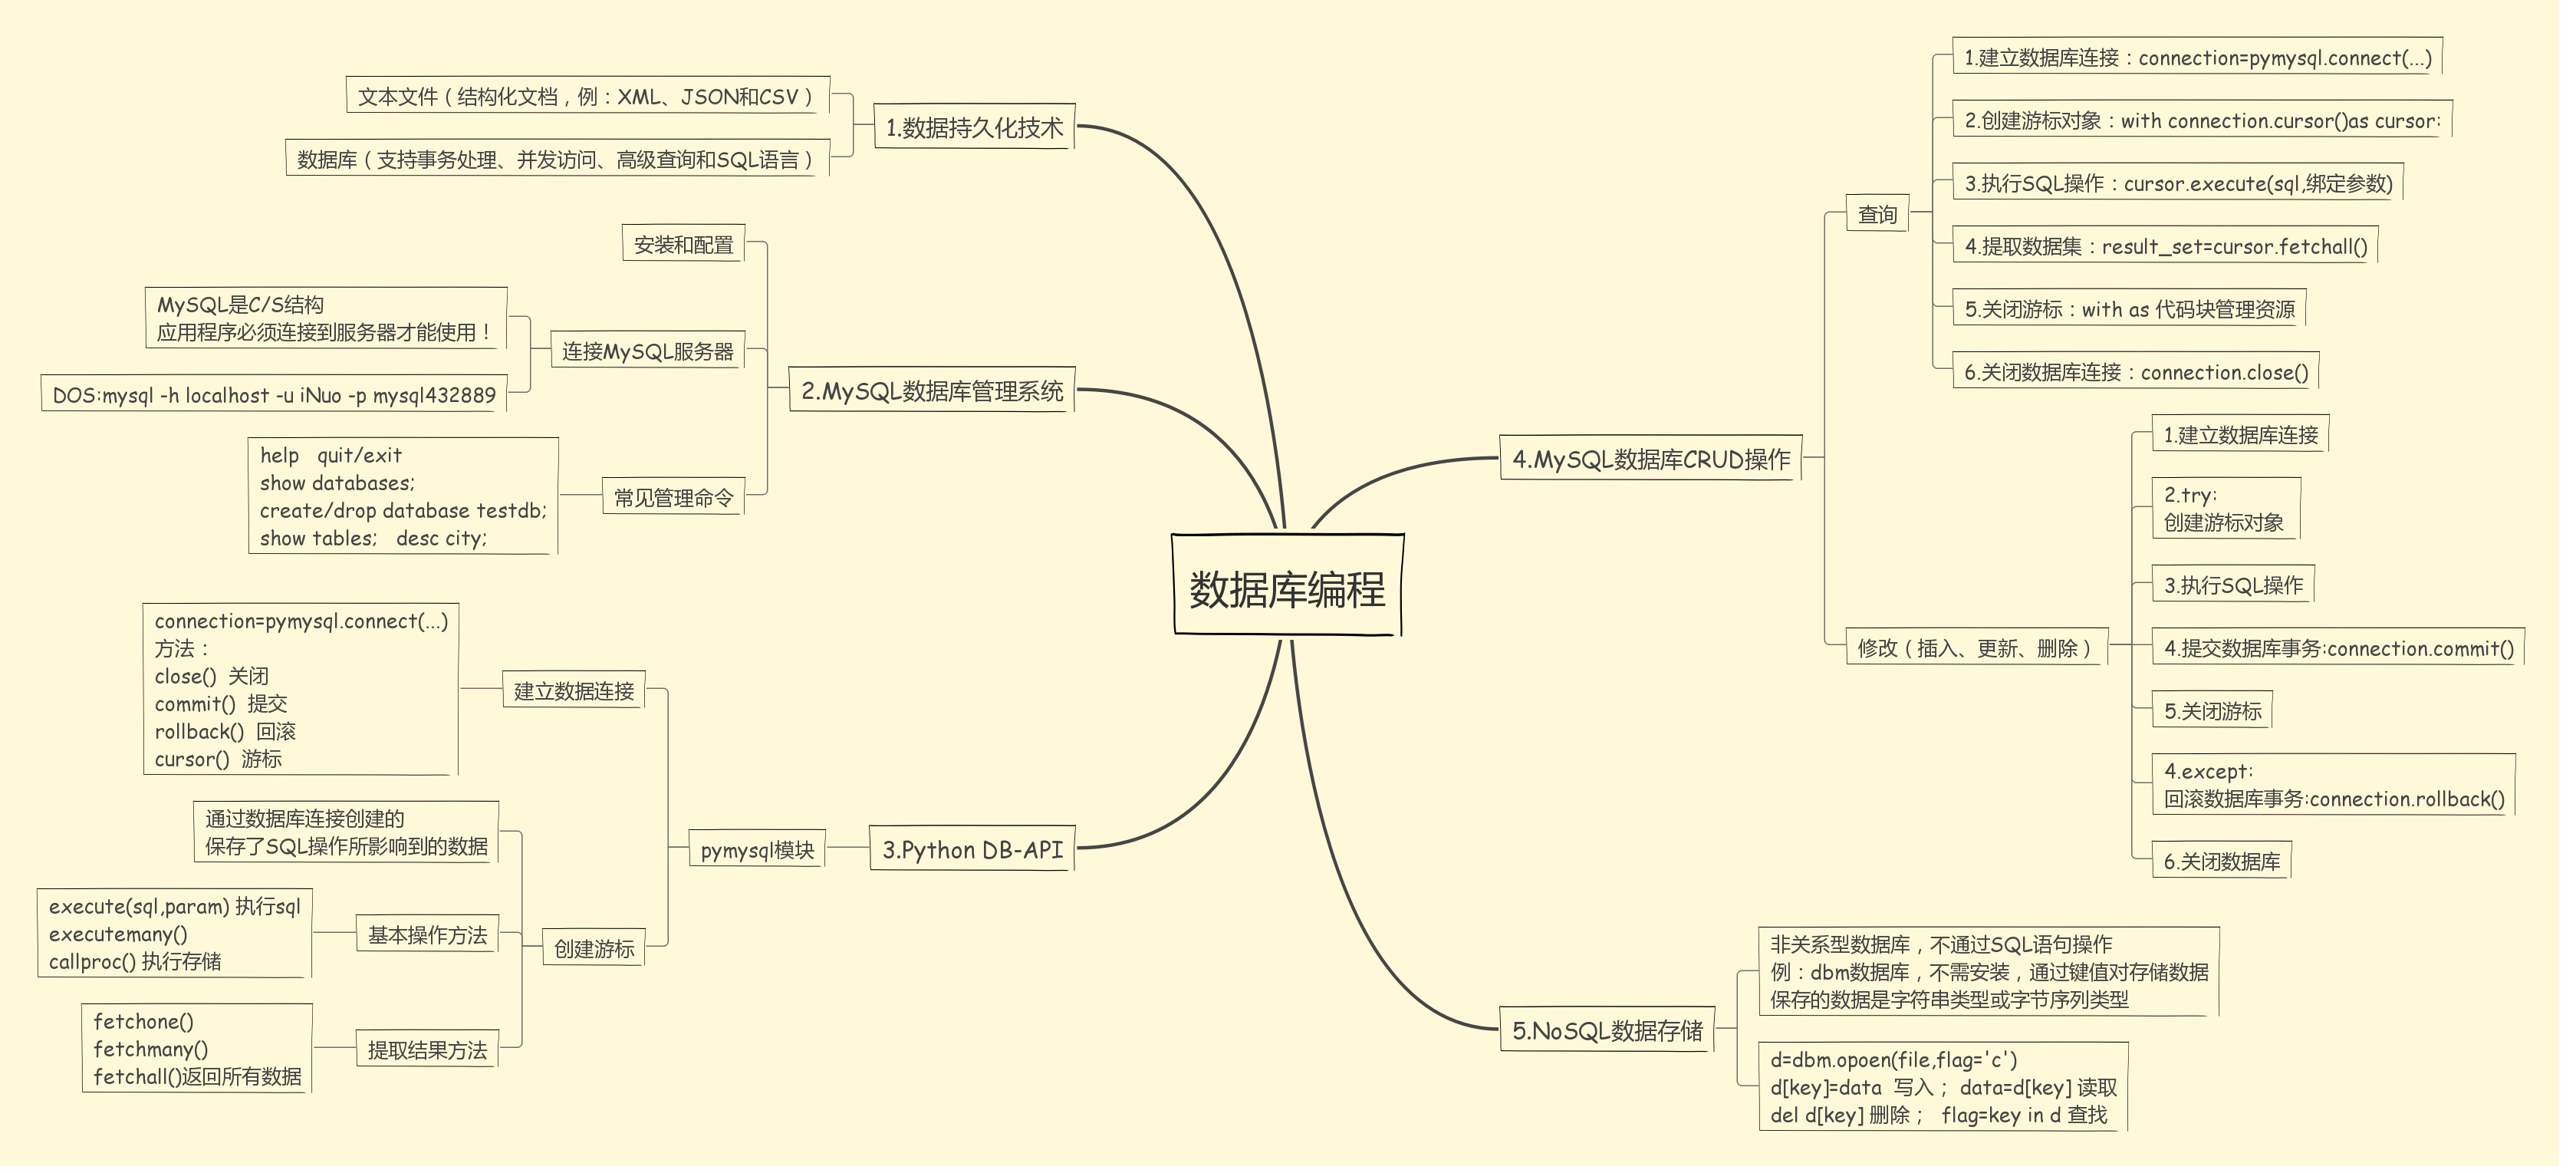 数据库编程
1.数据持久化技术
文本文件（结构化文档，例：XML、JSON和CSV）
数据库（支持事务处理、并发访问、高级查询和SQL语言）
2.MySQL数据库管理系统
安装和配置
连接MySQL服务器
MySQL是C/S结构
应用程序必须连接到服务器才能使用！
DOS:mysql -h localhost -u iNuo -p mysql432889
常见管理命令
help   quit/exit
show databases;
create/drop database testdb;
show tables;   desc city;
3.Python DB-API
pymysql模块
建立数据连接
connection=pymysql.connect(...)
方法：
close()  关闭
commit()  提交
rollback()  回滚
cursor()  游标
创建游标
通过数据库连接创建的
保存了SQL操作所影响到的数据
基本操作方法
execute(sql,param) 执行sql
executemany()
callproc() 执行存储
提取结果方法
fetchone()
fetchmany()
fetchall()返回所有数据
4.MySQL数据库CRUD操作
查询
1.建立数据库连接：connection=pymysql.connect(...)
2.创建游标对象：with connection.cursor()as cursor:
3.执行SQL操作：cursor.execute(sql,绑定参数)
4.提取数据集：result_set=cursor.fetchall()
5.关闭游标：with as 代码块管理资源
6.关闭数据库连接：connection.close()
修改（插入、更新、删除）
1.建立数据库连接
2.try:
创建游标对象
3.执行SQL操作
4.提交数据库事务:connection.commit()
5.关闭游标
4.except:
回滚数据库事务:connection.rollback()
6.关闭数据库
5.NoSQL数据存储
非关系型数据库，不通过SQL语句操作
例：dbm数据库，不需安装，通过键值对存储数据
保存的数据是字符串类型或字节序列类型
d=dbm.opoen(file,flag='c')
d[key]=data  写入； data=d[key] 读取
del d[key] 删除；  flag=key in d 查找